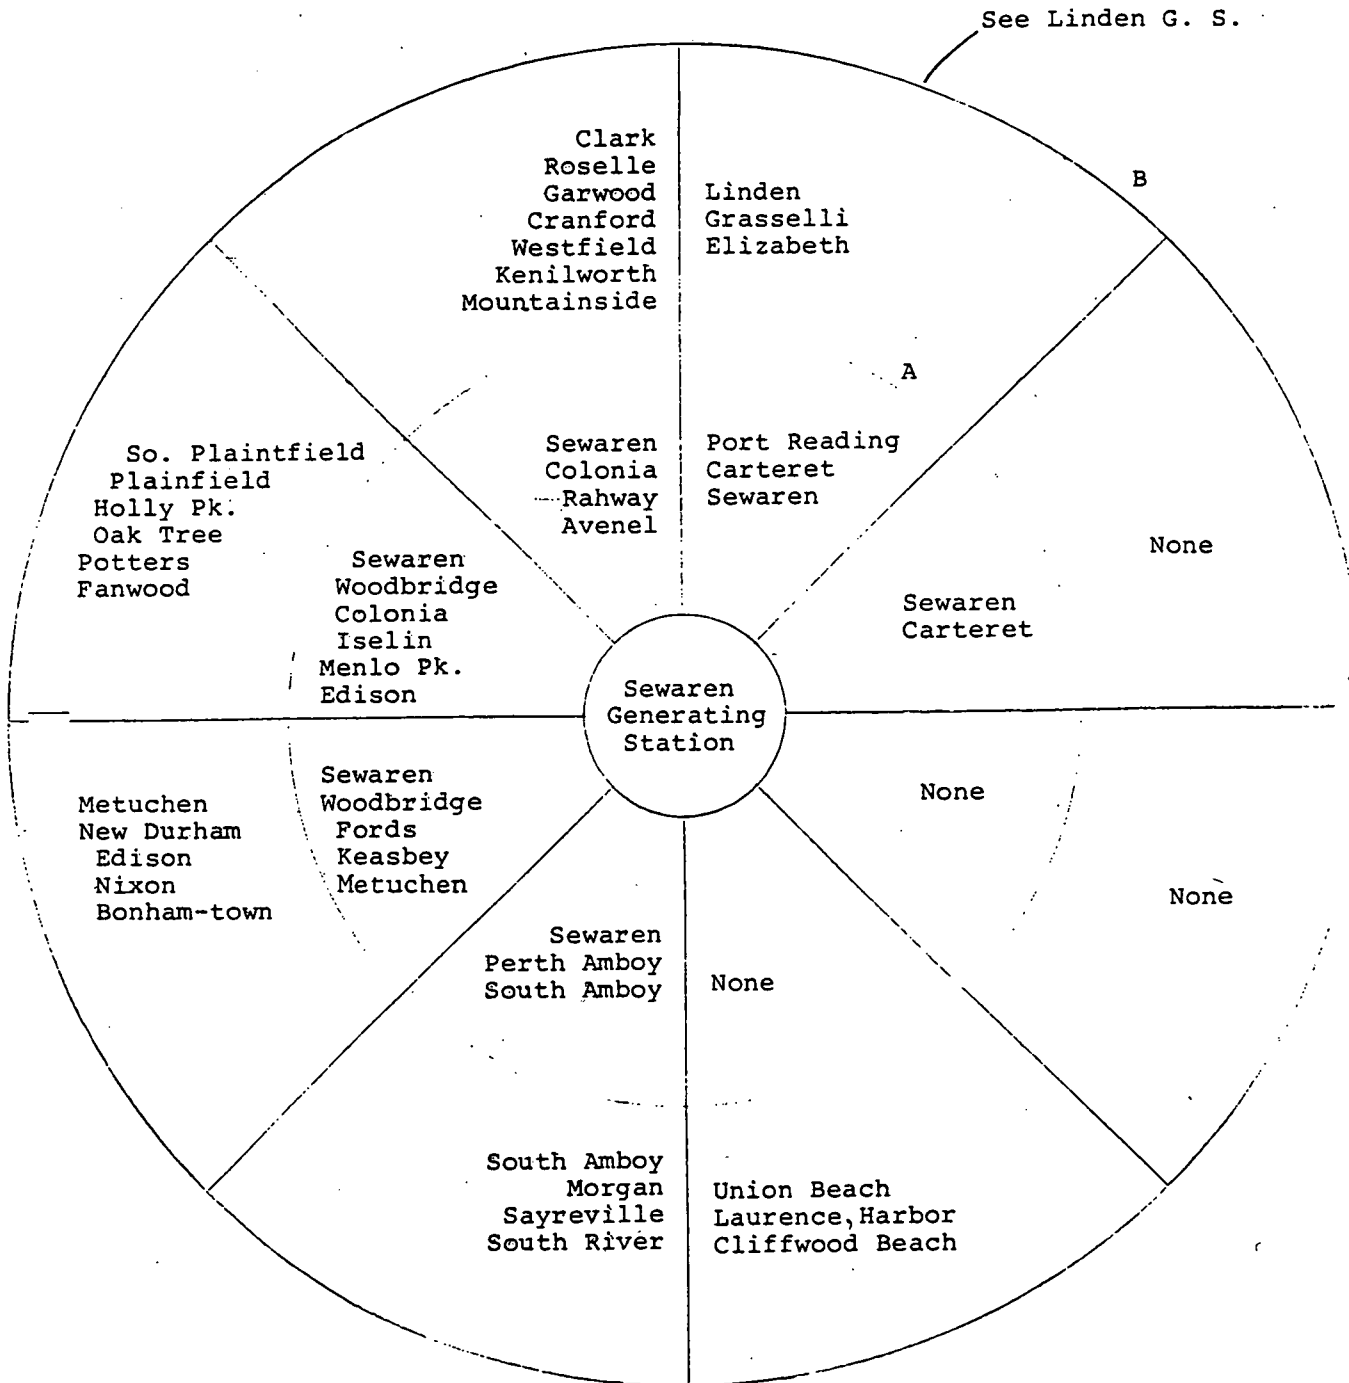 See Linden G. S.
Clark
Roselle
Garwood
Cranford
Westfield
Kenilworth
Mountainside
Linden
Grasselli
Elizabeth
B
A
So. Plaintfield
Plainfield
Holly Pk.
Oak Tree
Potters
Fanwood
Sewaren
Woodbridge
Colonia
Iselin
Menlo Pk.
Edison
Sewaren
Colonia
Rahway
Avenel
Port Reading
Carteret
Sewaren
None
Sewaren
Carteret
Sewaren
Generating
Station
Metuchen
New Durham
Edison
Nixon
Bonham-town
Sewaren
Woodbridge
Fords
Keasbey
Metuchen
Sewaren
Perth Amboy
South Amboy
None
None
None
South Amboy
Morgan
Sayreville
South River
Union Beach
Laurence,Harbor
Cliffwood Beach